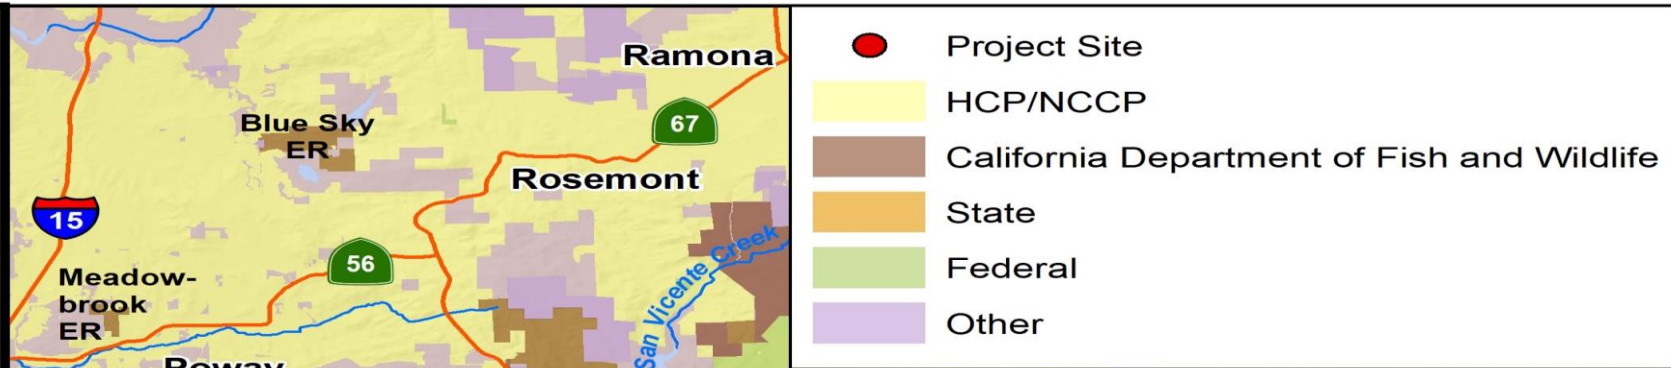 Ramona
67
Blue Sky
ER
Rosemont
15
56
San Vicente Creek
Meadow-
brook
ER
Poway
Project Site
HCP/NCCP
California Department of Fish and Wildlife
State
Federal
Other